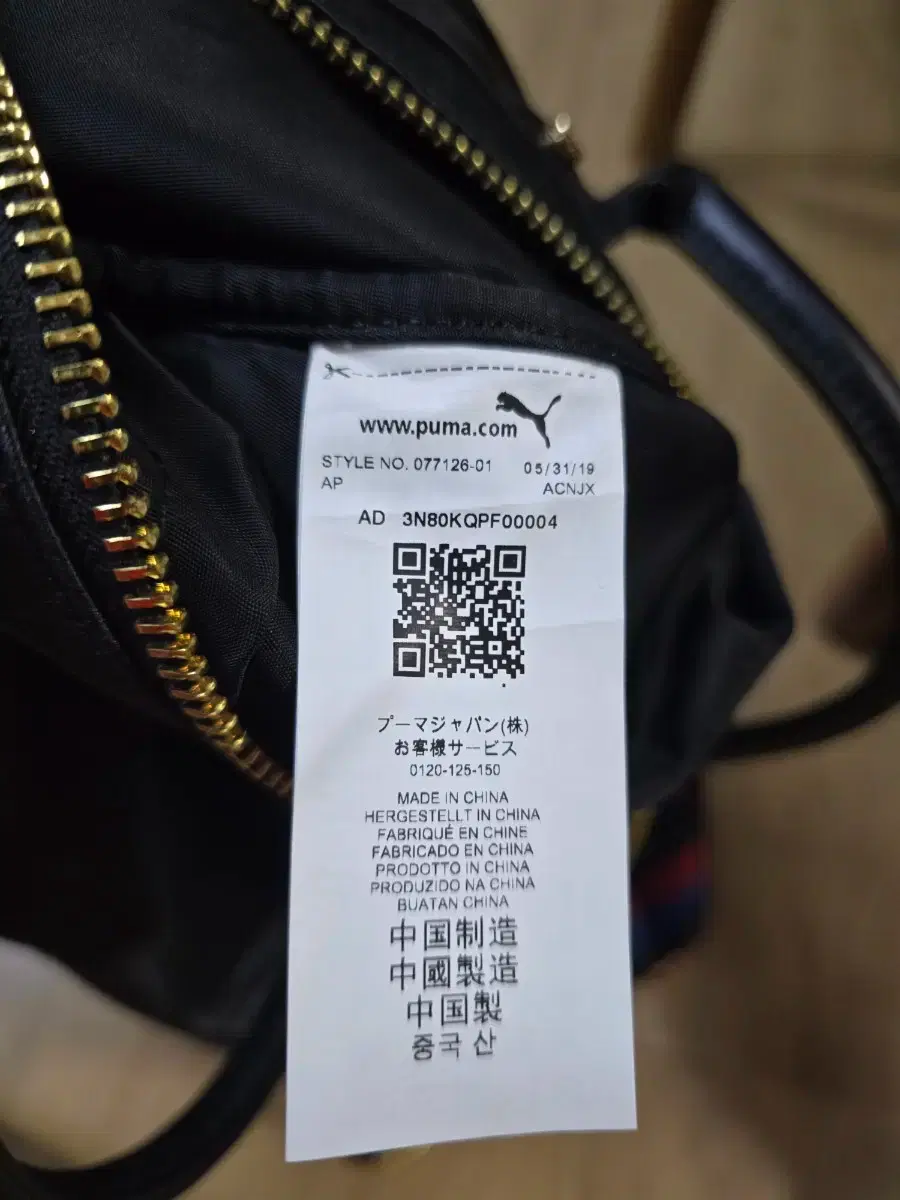 www.puma.com
STYLE NO. 077126-01 05/31/19
AP ACNJX
AD 3N80KQPF00004
プーマジャパン(株)
お客様サービス
0120-125-150
MADE IN CHINA
HERGESTELLT IN CHINA
FABRIQUÉ EN CHINE
FABRICADO EN CHINA
PRODOTTO IN CHINA
PRODUZIDO NA CHINA
BUATAN CHINA
中国制造
中國製造
中国製
중국 산